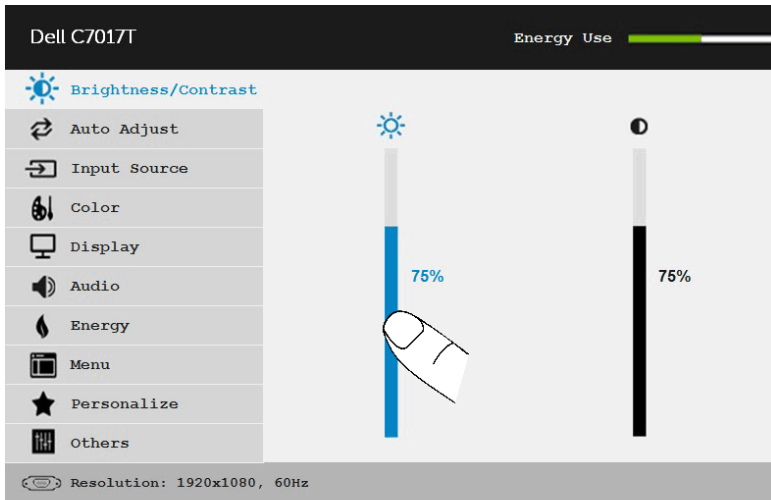 Dell C7017T
Energy Use
Brightness/Contrast
Auto Adjust
Input Source
Color
Display
Audio
Energy
Menu
Personalize
Others
75%
75%
Resolution: 1920x1080, 60Hz